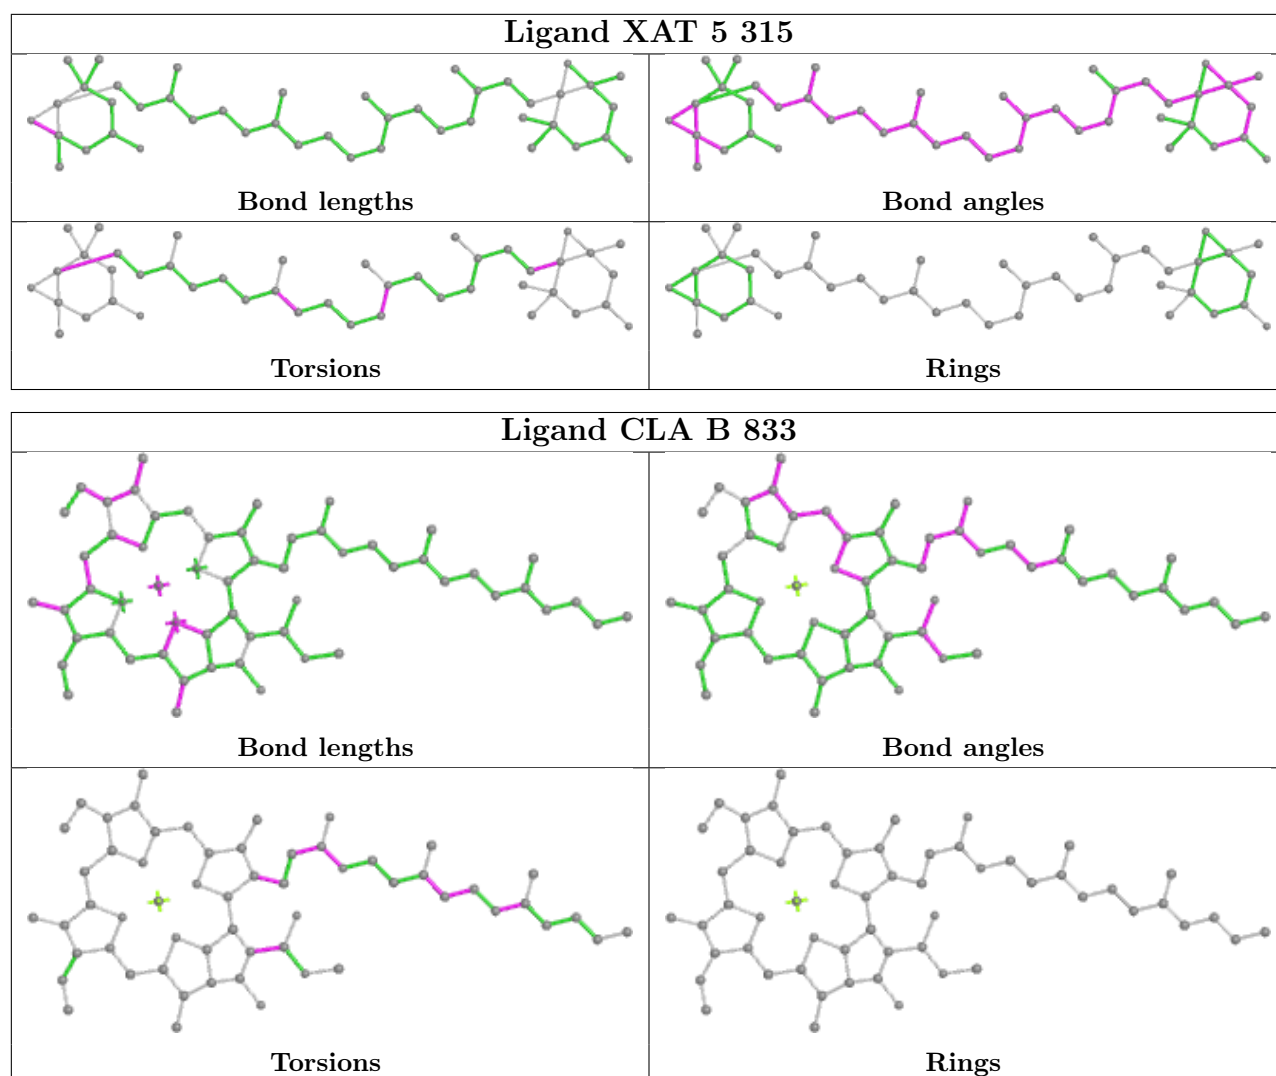 Ligand XAT 5 315
Bond lengths
Bond angles
Torsions
Rings
Ligand CLA B 833
Bond lengths
Bond angles
Torsions
Rings